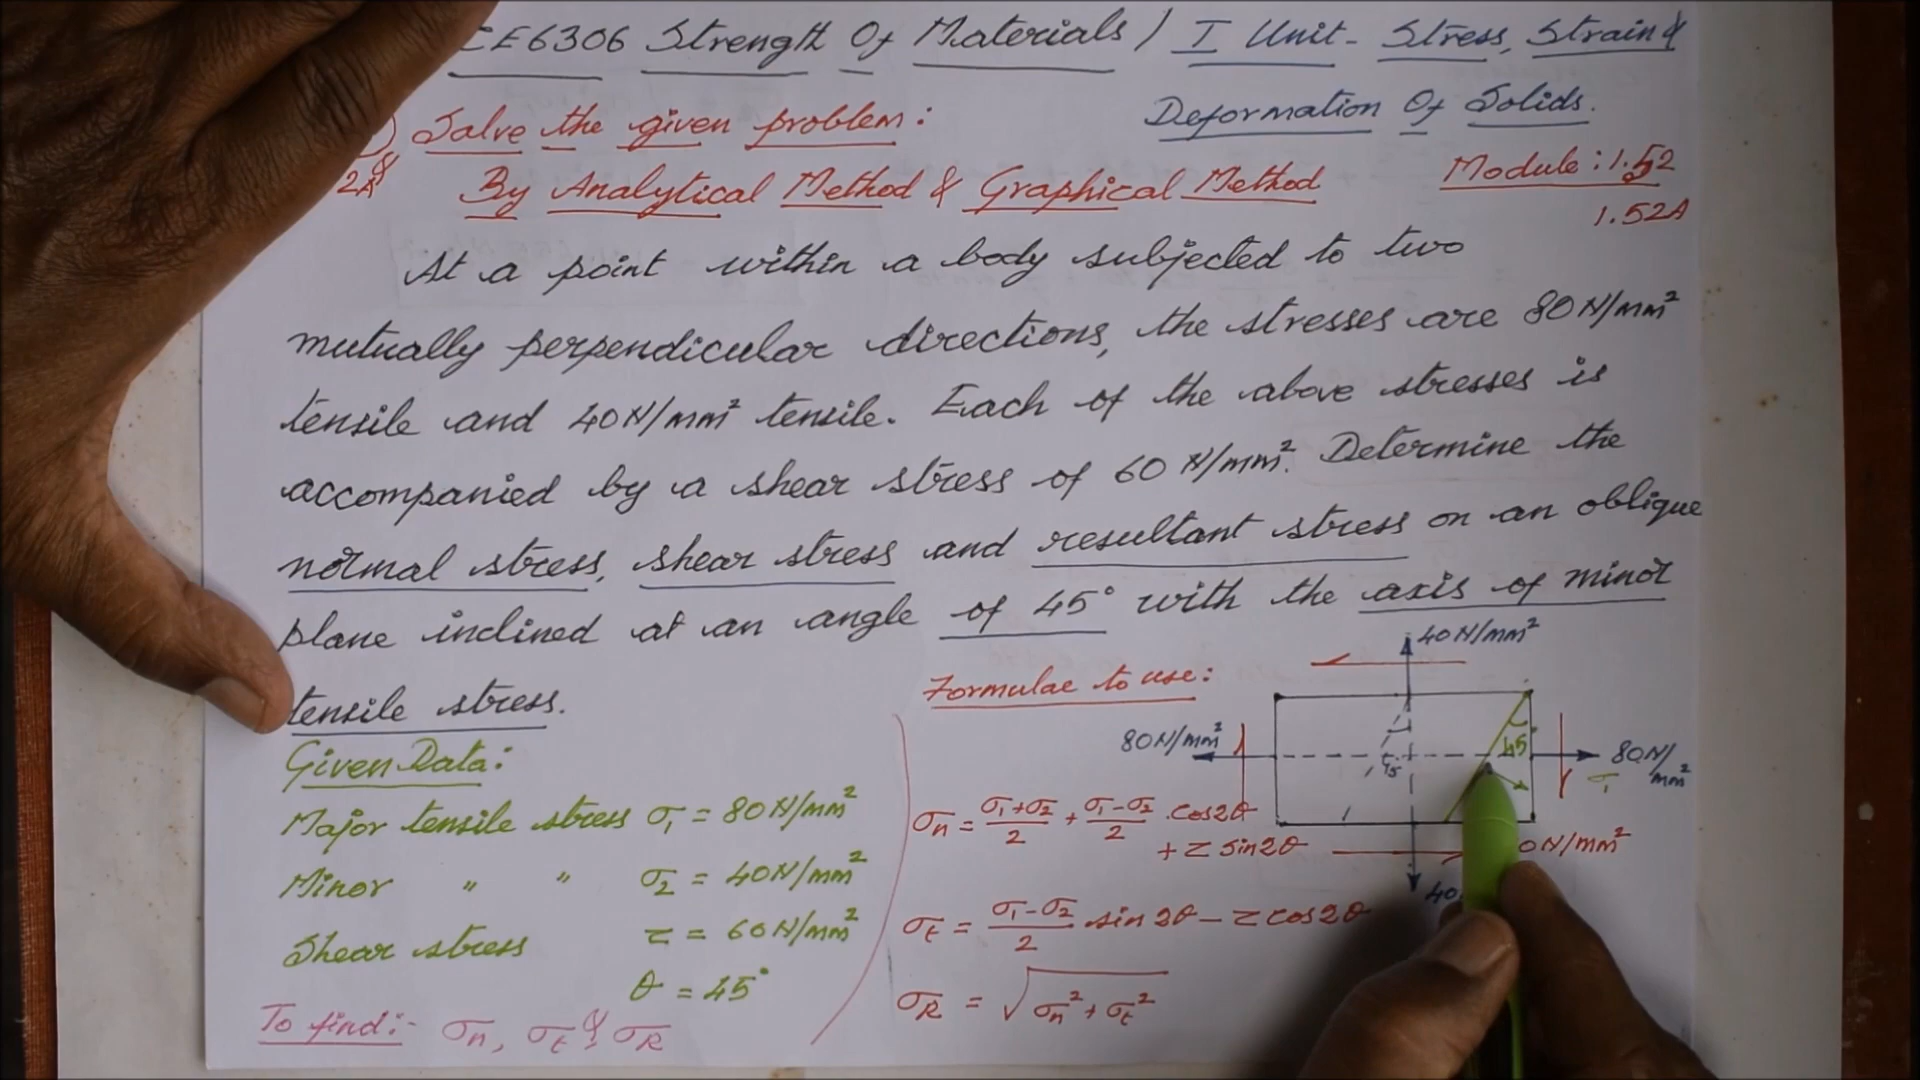 CE6306 Strength Of Materials / I Unit - Stress, Strain &
Deformation Of Solids.
Salve the given problem:
2A &
By Analytical Method & Graphical Method
Module: 1.52
1.52A
At a point within a body subjected to two
mutually perpendicular directions, the stresses are 80 N/mm²
tensile and 40 N/mm² tensile. Each of the above stresses is
accompanied by a shear stress of 60 N/mm². Determine the
normal stress, shear stress and resultant stress on an oblique
plane inclined at an angle of 45° with the axis of minor
tensile stress.
Given Data:
Major tensile stress σ₁ = 80 N/mm²
Minor " " σ₂ = 40 N/mm²
Shear stress τ = 60 N/mm²
θ = 45°
To find:- σn, σt & σR
Formulae to use:
σn = (σ₁+σ₂)/2 + (σ₁-σ₂)/2 . cos2θ
+ τ sin2θ
σt = (σ₁-σ₂)/2 sin 2θ - τ cos2θ
σR = √(σn² + σt²)
40 N/mm²
80 N/mm²
45
45°
80 N/mm²
σ₁
0 N/mm²
40